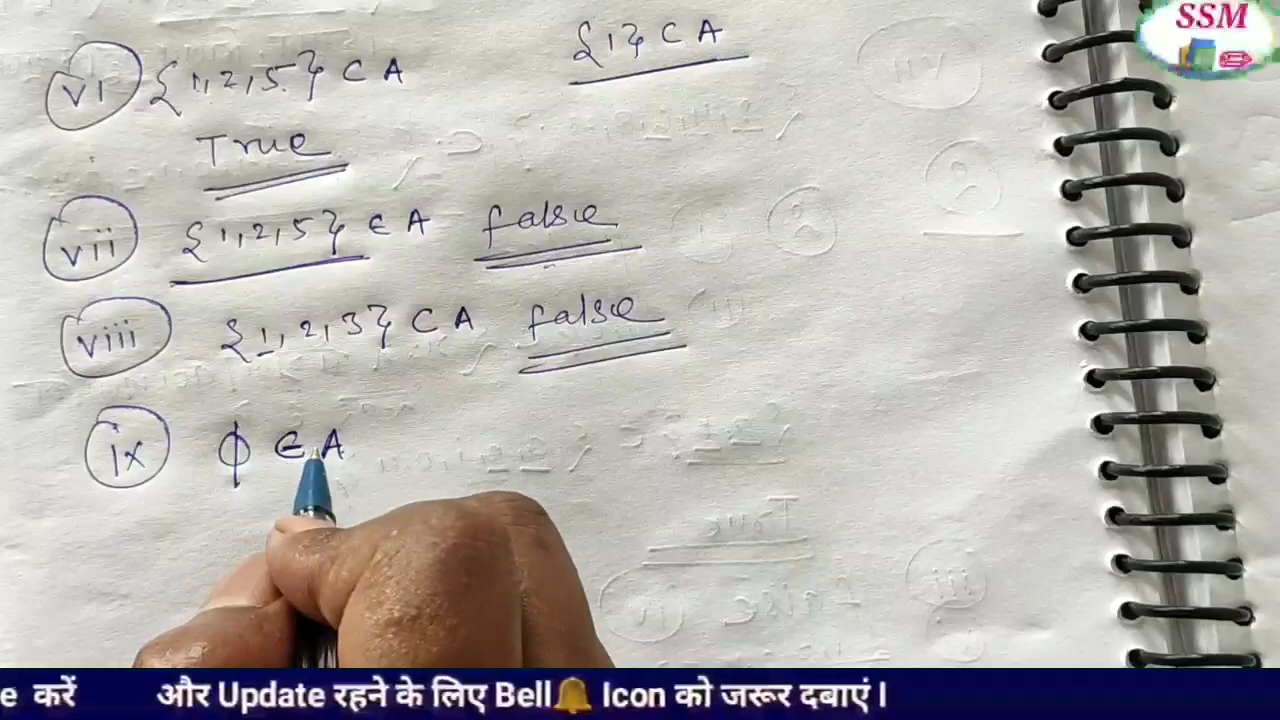 SSM
{1} ⊂ A
vi {1,2,5} ⊂ A
True
vii {1,2,5} ∈ A false
viii {1,2,3} ⊂ A false
ix ϕ ∈ A
e करें और Update रहने के लिए Bell🔔 Icon को जरूर दबाएं।